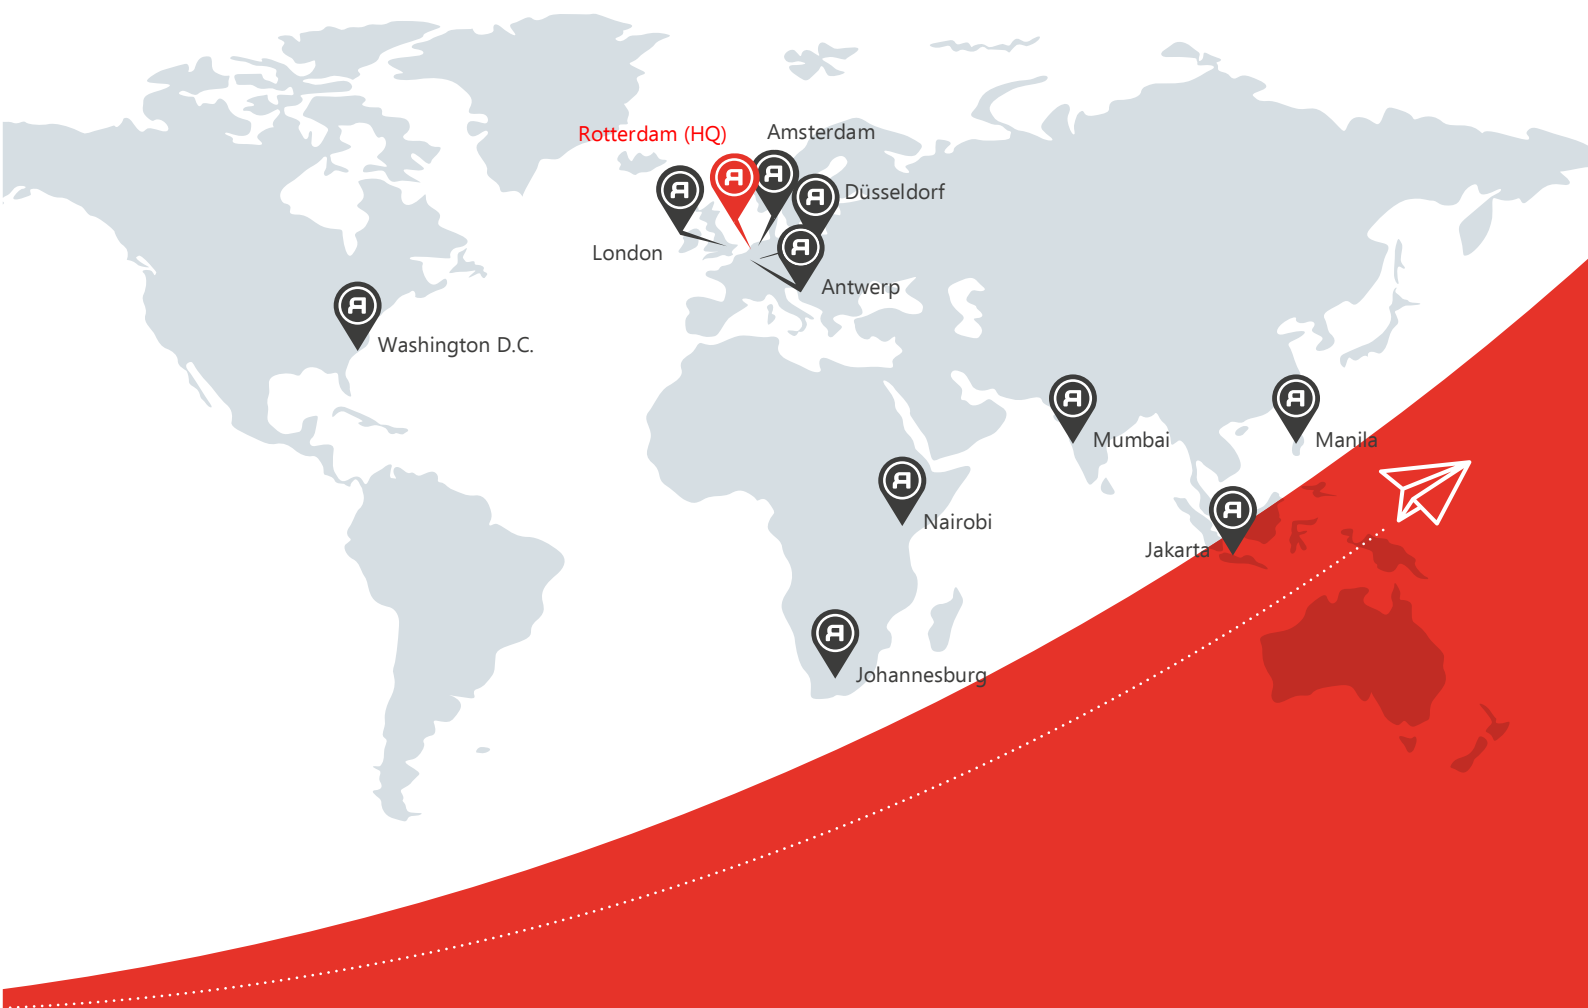 Rotterdam (HQ)
Amsterdam
Düsseldorf
London
Antwerp
Washington D.C.
Mumbai
Manila
Nairobi
Jakarta
Johannesburg